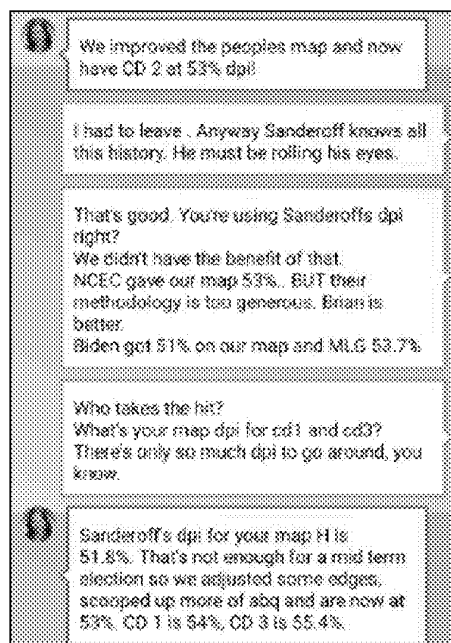 We improved the peoples map and now
have CD 2 at 53% dpi!
I had to leave . Anyway Sanderoff knows all
this history. He must be rolling his eyes.
That's good. You're using Sanderoffs dpi
right?
We didn't have the benefit of that.
NCEC gave our map 53%.. BUT their
methodology is too generous. Brian is
better.
Biden got 51% on our map and MLG 53.7%
Who takes the hit?
What's your map dpi for cd1 and cd3?
There's only so much dpi to go around, you
know.
Sanderoff's dpi for your map H is
51.8%. That's not enough for a mid term
election so we adjusted some edges,
scooped up more of abq and are now at
53%. CD 1 is 54%, CD 3 is 55.4%.